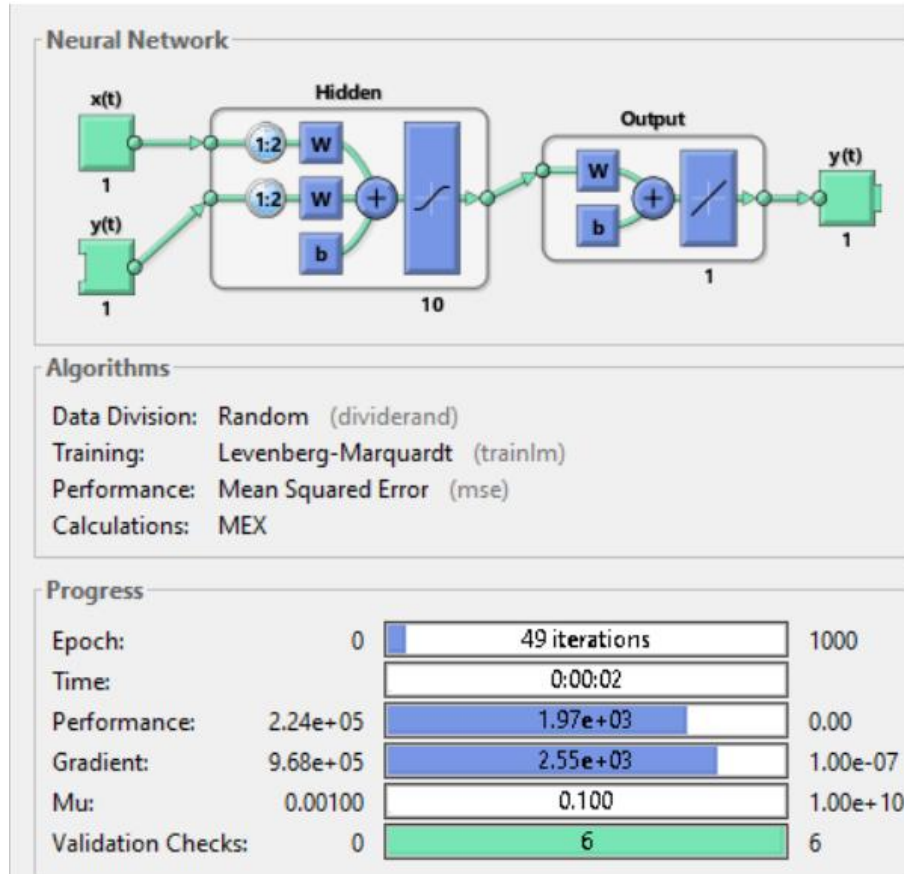 Neural Network
Hidden
x(t)
Output
1:2 W
W
y(t)
1
1:2 W
y(t)
b
b
1
1
1
10
Algorithms
Data Division: Random (dividerand)
Training: Levenberg-Marquardt (trainlm)
Performance: Mean Squared Error (mse)
Calculations: MEX
Progress
Epoch: 0 49 iterations 1000
Time: 0:00:02
Performance: 2.24e+05 1.97e+03 0.00
Gradient: 9.68e+05 2.55e+03 1.00e-07
Mu: 0.00100 0.100 1.00e+10
Validation Checks: 0 6 6